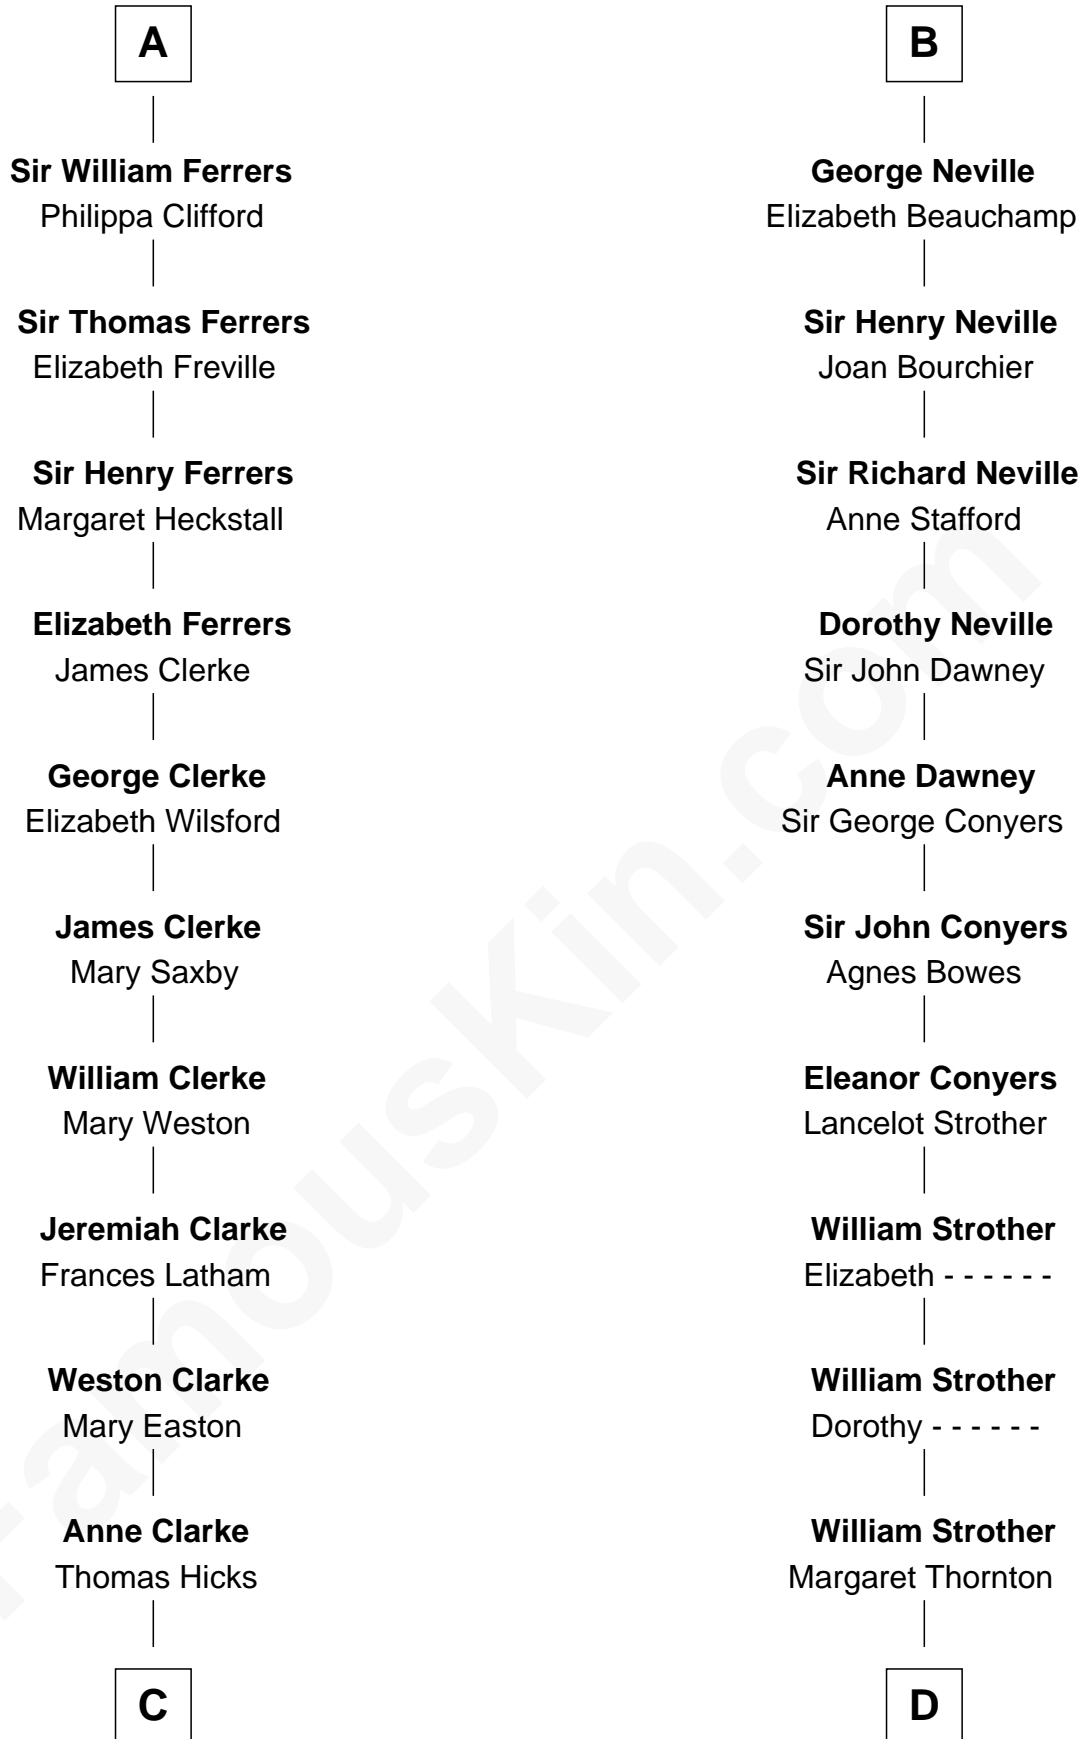 A
Sir William Ferrers
Philippa Clifford
Sir Thomas Ferrers
Elizabeth Freville
Sir Henry Ferrers
Margaret Heckstall
Elizabeth Ferrers
James Clerke
George Clerke
Elizabeth Wilsford
James Clerke
Mary Saxby
William Clerke
Mary Weston
Jeremiah Clarke
Frances Latham
Weston Clarke
Mary Easton
Anne Clarke
Thomas Hicks
C
B
George Neville
Elizabeth Beauchamp
Sir Henry Neville
Joan Bourchier
Sir Richard Neville
Anne Stafford
Dorothy Neville
Sir John Dawney
Anne Dawney
Sir George Conyers
Sir John Conyers
Agnes Bowes
Eleanor Conyers
Lancelot Strother
William Strother
Elizabeth - - - - - -
William Strother
Dorothy - - - - - -
William Strother
Margaret Thornton
D
FamousKin.com